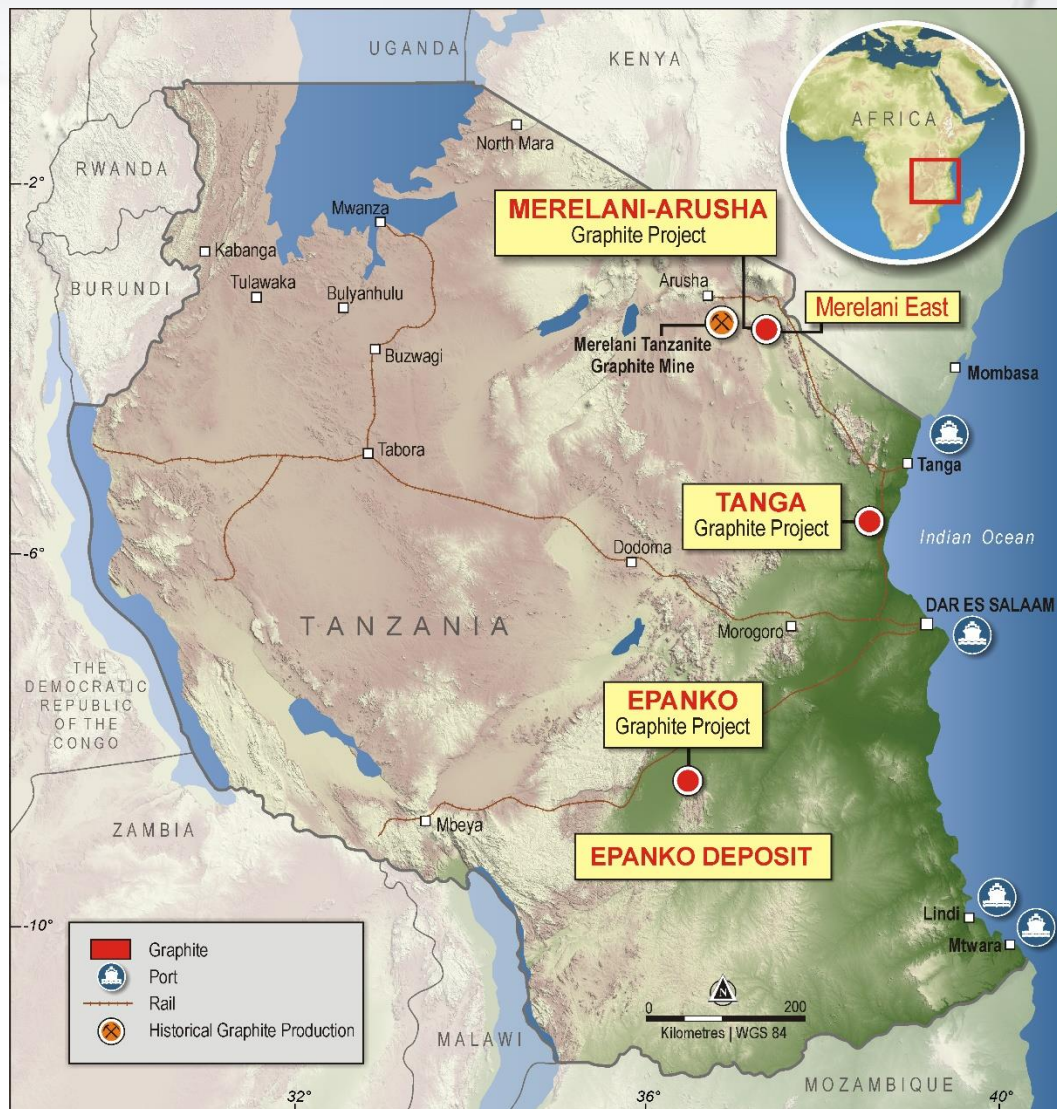 UGANDA
KENYA
AFRICA
North Mara
RWANDA
-2°
MERELANI-ARUSHA
Graphite Project
Mwanza
Kabanga
Arusha
BURUNDI
Tulawaka
Bulyanhulu
Merelani East
Merelani Tanzanite
Graphite Mine
Buzwagi
Mombasa
Tabora
Tanga
TANGA
Graphite Project
Indian Ocean
-6°
Dodoma
DAR ES SALAAM
TANZANIA
Morogoro
THE
DEMOCRATIC
REPUBLIC
OF THE
CONGO
EPANKO
Graphite Project
ZAMBIA
Mbeya
EPANKO DEPOSIT
Lindi
-10°
Mtwara
Graphite
Port
Rail
Historical Graphite Production
N
0 200
Kilometres | WGS 84
MALAWI
MOZAMBIQUE
32° 36° 40°